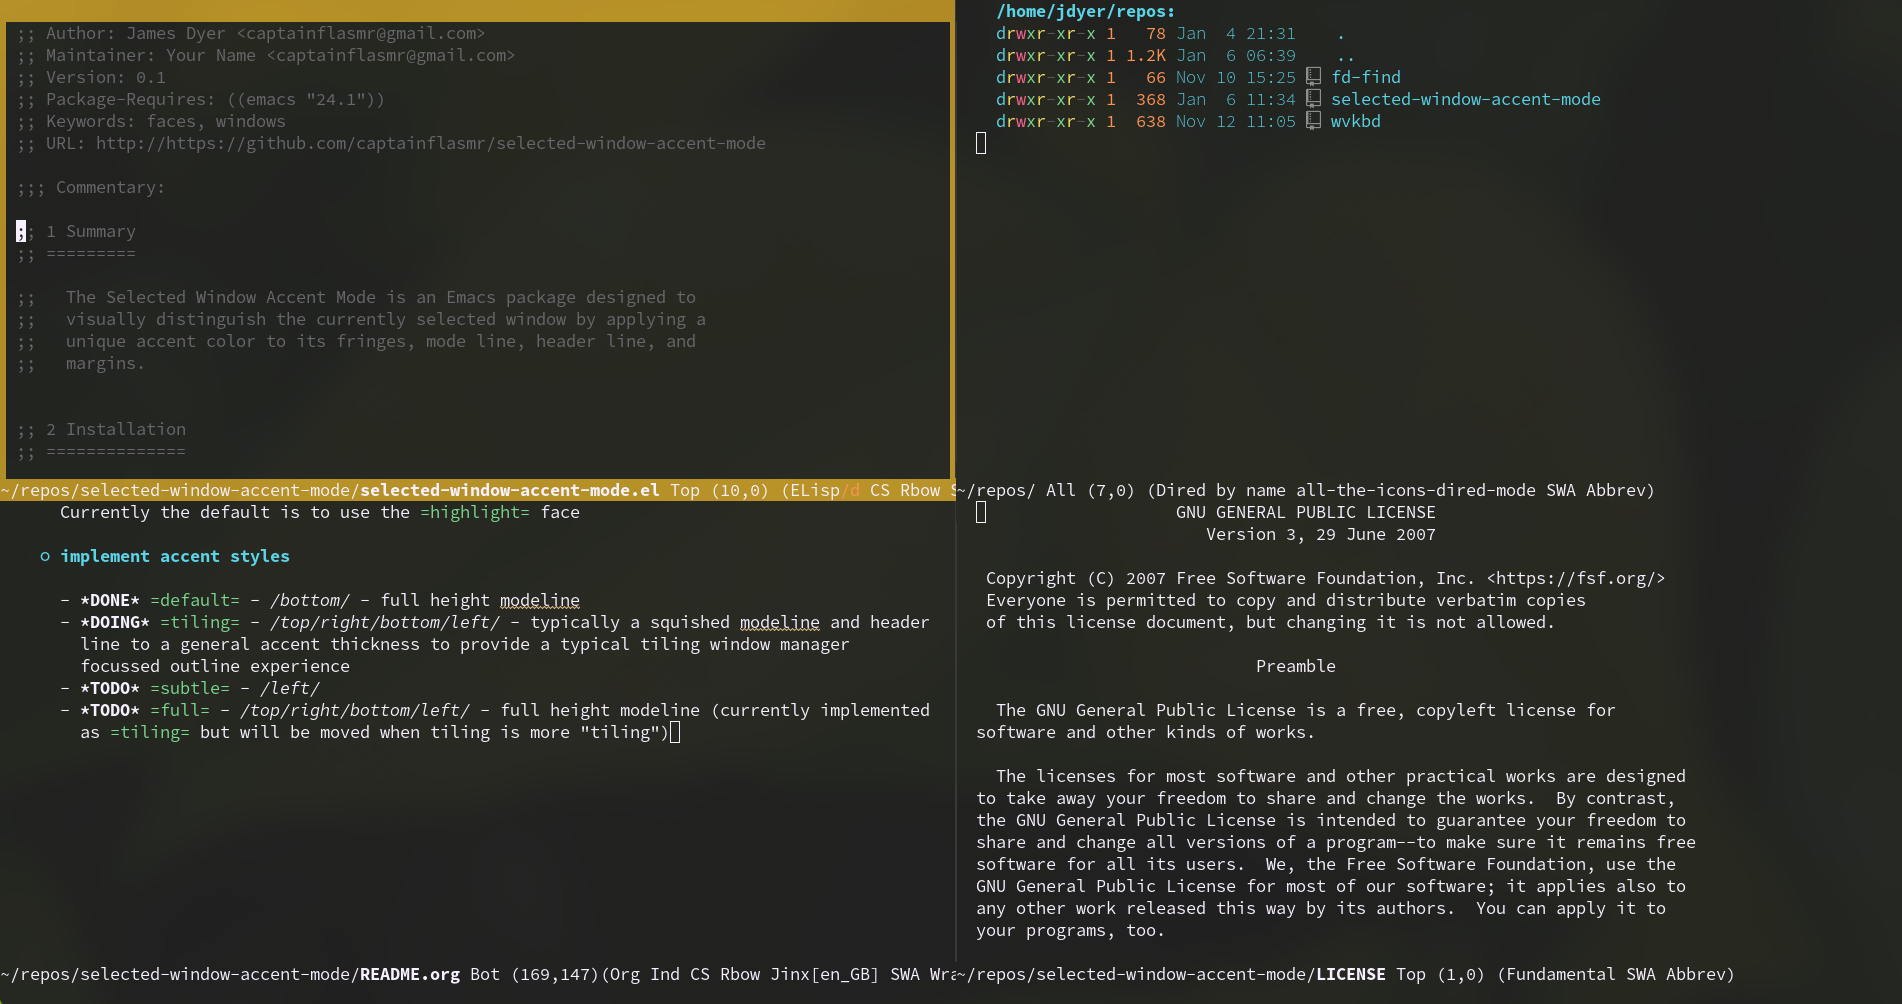 ;; Author: James Dyer <captainflasmr@gmail.com>
;; Maintainer: Your Name <captainflasmr@gmail.com>
;; Version: 0.1
;; Package-Requires: ((emacs "24.1"))
;; Keywords: faces, windows
;; URL: http://https://github.com/captainflasmr/selected-window-accent-mode
;;; Commentary:
;; 1 Summary
;; =========
;;   The Selected Window Accent Mode is an Emacs package designed to
;;   visually distinguish the currently selected window by applying a
;;   unique accent color to its fringes, mode line, header line, and
;;   margins.
;; 2 Installation
;; ==============
~/repos/selected-window-accent-mode/selected-window-accent-mode.el Top (10,0) (ELisp/d CS Rbow S
/home/jdyer/repos:
drwxr-xr-x 1   78 Jan  4 21:31    .
drwxr-xr-x 1 1.2K Jan  6 06:39    ..
drwxr-xr-x 1   66 Nov 10 15:25 fd-find
drwxr-xr-x 1  368 Jan  6 11:34 selected-window-accent-mode
drwxr-xr-x 1  638 Nov 12 11:05 wvkbd
~/repos/ All (7,0) (Dired by name all-the-icons-dired-mode SWA Abbrev)
Currently the default is to use the =highlight= face
o implement accent styles
- *DONE* =default= - /bottom/ - full height modeline
- *DOING* =tiling= - /top/right/bottom/left/ - typically a squished modeline and header
line to a general accent thickness to provide a typical tiling window manager
focussed outline experience
- *TODO* =subtle= - /left/
- *TODO* =full= - /top/right/bottom/left/ - full height modeline (currently implemented
as =tiling= but will be moved when tiling is more "tiling")
~/repos/selected-window-accent-mode/README.org Bot (169,147)(Org Ind CS Rbow Jinx[en_GB] SWA Wra
GNU GENERAL PUBLIC LICENSE
Version 3, 29 June 2007
Copyright (C) 2007 Free Software Foundation, Inc. <https://fsf.org/>
Everyone is permitted to copy and distribute verbatim copies
of this license document, but changing it is not allowed.
Preamble
The GNU General Public License is a free, copyleft license for
software and other kinds of works.
The licenses for most software and other practical works are designed
to take away your freedom to share and change the works.  By contrast,
the GNU General Public License is intended to guarantee your freedom to
share and change all versions of a program--to make sure it remains free
software for all its users.  We, the Free Software Foundation, use the
GNU General Public License for most of our software; it applies also to
any other work released this way by its authors.  You can apply it to
your programs, too.
~/repos/selected-window-accent-mode/LICENSE Top (1,0) (Fundamental SWA Abbrev)